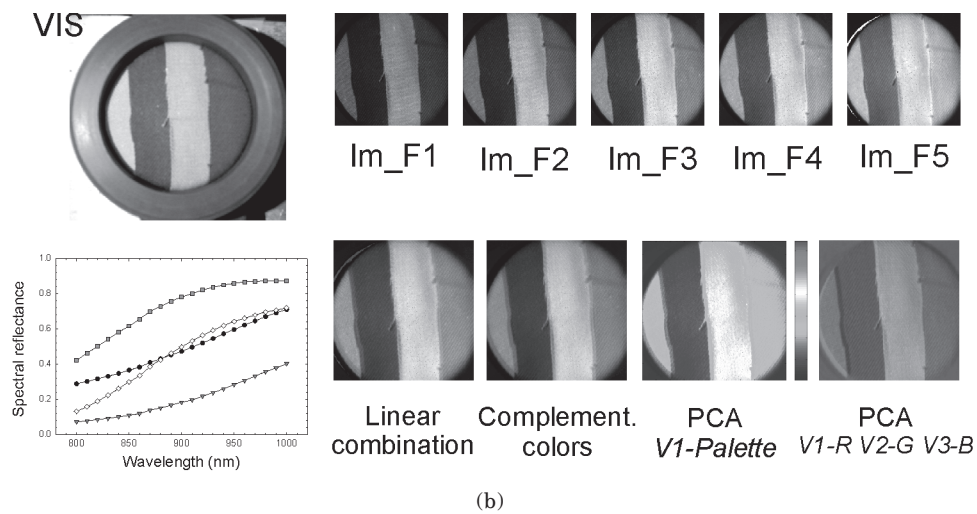 VIS
Im_F1 Im_F2 Im_F3 Im_F4 Im_F5
1.0
0.8
0.6
0.4
0.2
0.0
800 850 900 950 1000
Spectral reflectance
Wavelength (nm)
Linear combination
Complement. colors
PCA
V1-Palette
PCA
V1-R V2-G V3-B
(b)